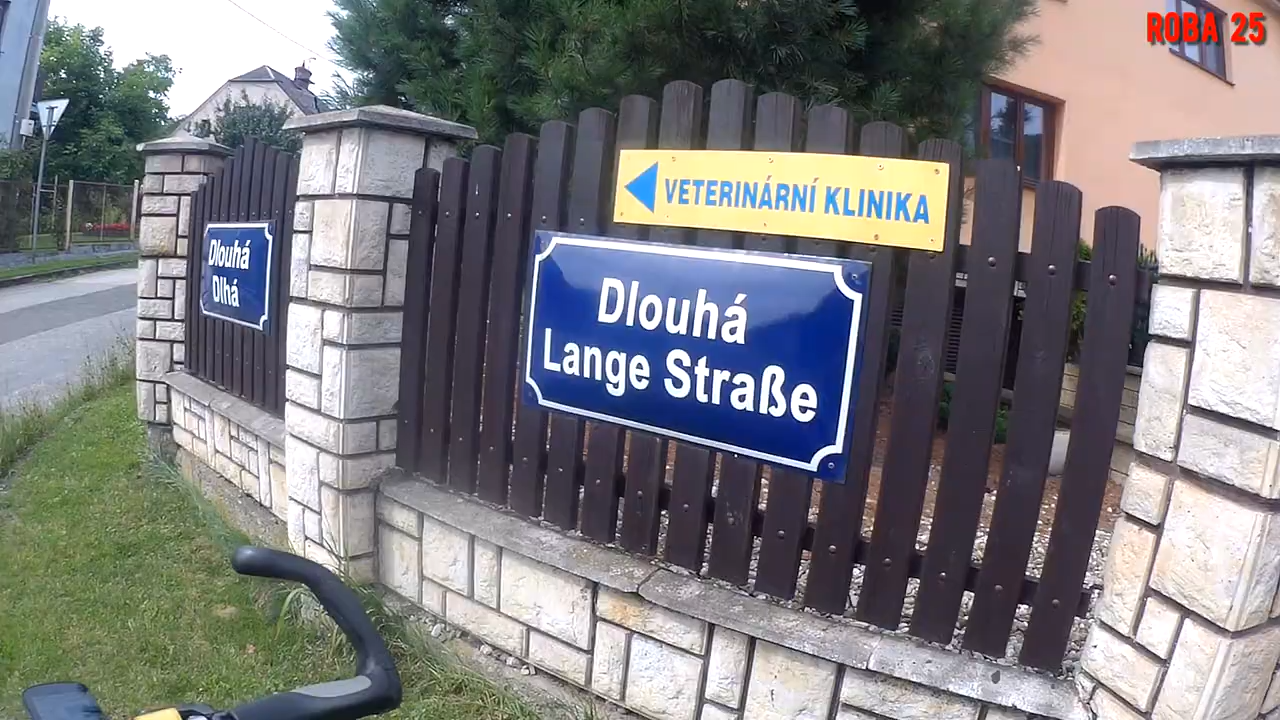 ROBA 25
VETERINÁRNÍ KLINIKA
Dlouhá
Dlhá
Dlouhá
Lange Straße